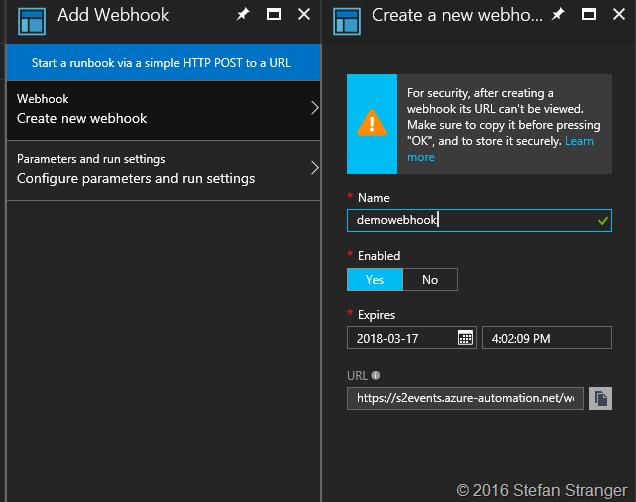 Add Webhook
Start a runbook via a simple HTTP POST to a URL
Webhook
Create new webhook
Parameters and run settings
Configure parameters and run settings
Create a new webho...
For security, after creating a
webhook its URL can't be viewed.
Make sure to copy it before pressing
"OK", and to store it securely. Learn
more
* Name
demowebhook
* Enabled
Yes No
* Expires
2018-03-17 4:02:09 PM
URL
https://s2events.azure-automation.net/w
© 2016 Stefan Stranger